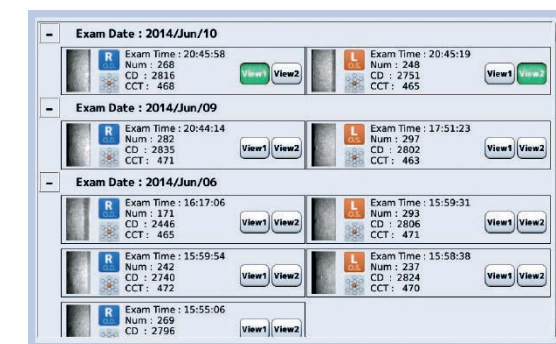 - Exam Date : 2014/Jun/10
R Exam Time : 20:45:58
O.D. Num : 268
CD : 2816
CCT : 468
View1 View2
L Exam Time : 20:45:19
O.S. Num : 248
CD : 2751
CCT : 465
View1 View2
- Exam Date : 2014/Jun/09
R Exam Time : 20:44:14
O.D. Num : 282
CD : 2835
CCT : 471
View1 View2
L Exam Time : 17:51:23
O.S. Num : 297
CD : 2802
CCT : 463
View1 View2
- Exam Date : 2014/Jun/06
R Exam Time : 16:17:06
O.D. Num : 171
CD : 2446
CCT : 465
View1 View2
L Exam Time : 15:59:31
O.S. Num : 293
CD : 2806
CCT : 471
View1 View2
R Exam Time : 15:59:54
O.D. Num : 242
CD : 2740
CCT : 472
View1 View2
L Exam Time : 15:58:38
O.S. Num : 237
CD : 2824
CCT : 470
View1 View2
R Exam Time : 15:55:06
O.D. Num : 269
CD : 2796
View1 View2